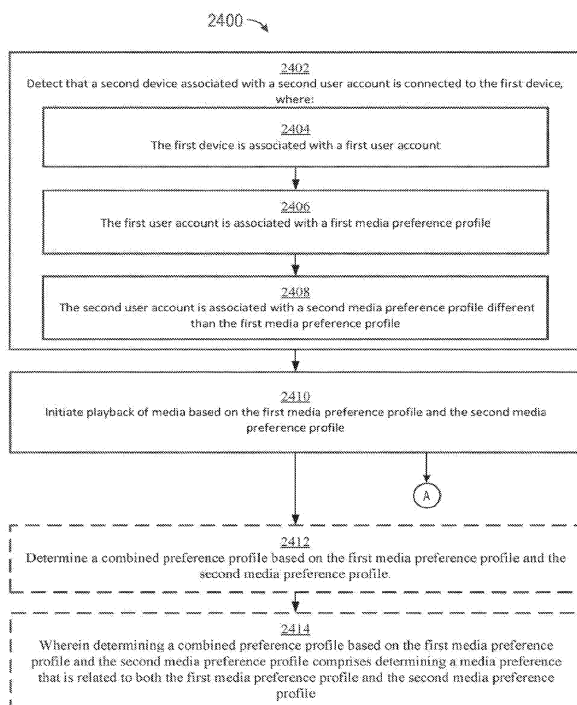 2400
2402
Detect that a second device associated with a second user account is connected to the first device,
where:
2404
The first device is associated with a first user account
2406
The first user account is associated with a first media preference profile
2408
The second user account is associated with a second media preference profile different
than the first media preference profile
2410
Initiate playback of media based on the first media preference profile and the second media
preference profile
A
2412
Determine a combined preference profile based on the first media preference profile and the
second media preference profile.
2414
Wherein determining a combined preference profile based on the first media preference
profile and the second media preference profile comprises determining a media preference
that is related to both the first media preference profile and the second media preference
profile